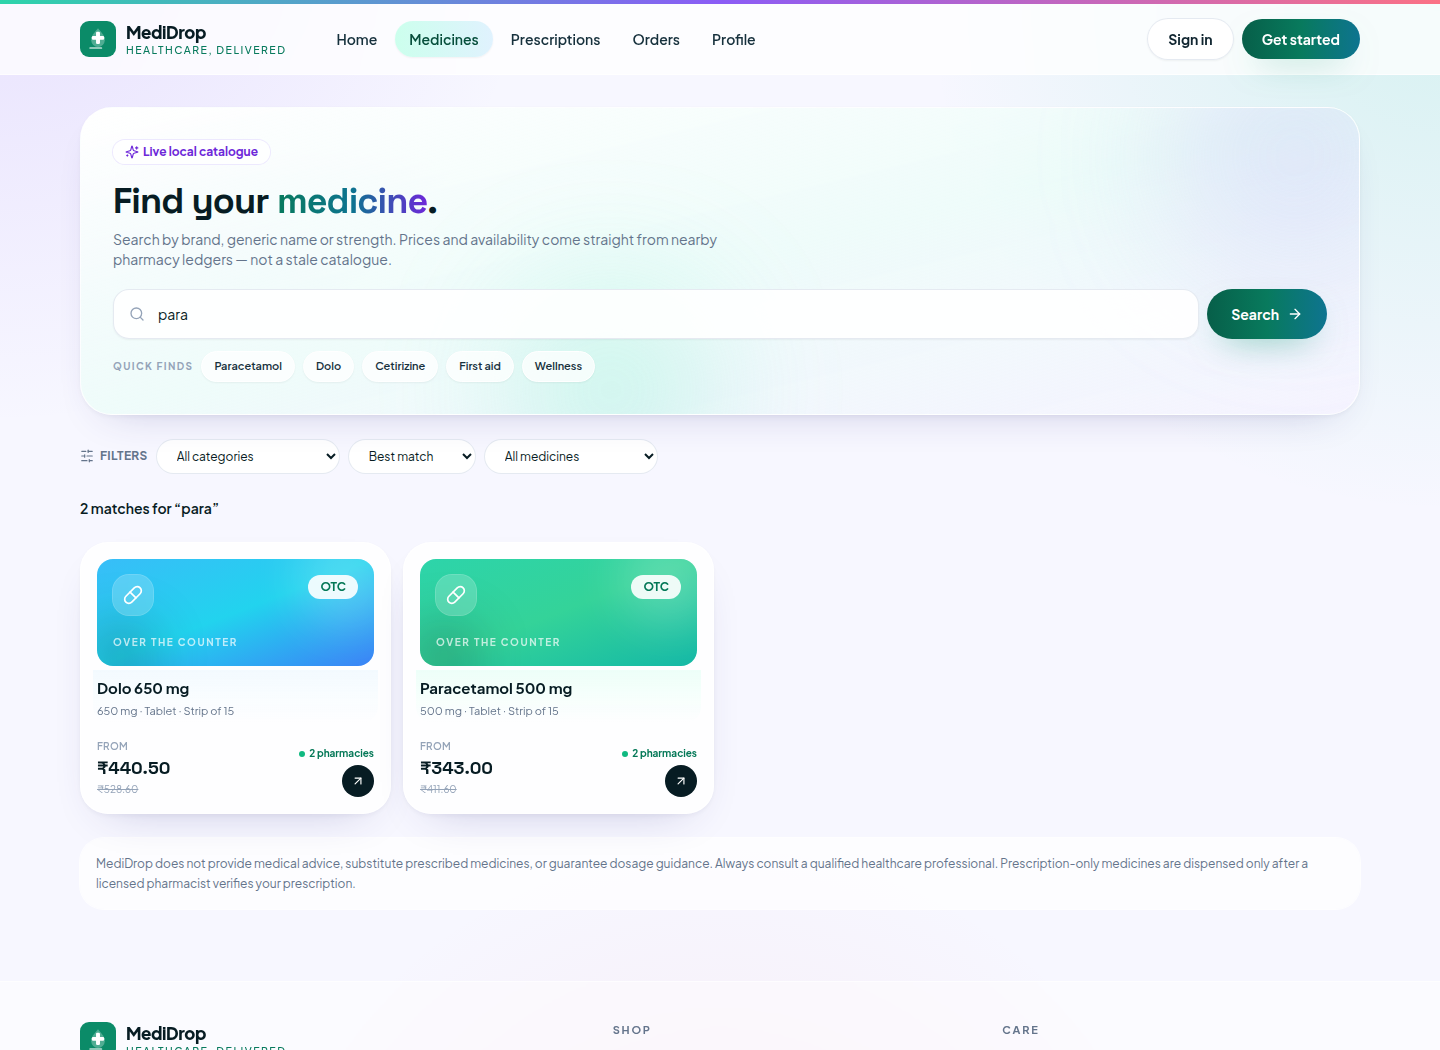 MediDrop
HEALTHCARE, DELIVERED
Home
Medicines
Prescriptions
Orders
Profile
Sign in
Get started
Live local catalogue
Find your medicine.
Search by brand, generic name or strength. Prices and availability come straight from nearby
pharmacy ledgers — not a stale catalogue.
para
Search
QUICK FINDS
Paracetamol
Dolo
Cetirizine
First aid
Wellness
FILTERS
All categories
Best match
All medicines
2 matches for “para”
OTC
OVER THE COUNTER
Dolo 650 mg
650 mg · Tablet · Strip of 15
FROM
2 pharmacies
₹440.50
₹528.60
OTC
OVER THE COUNTER
Paracetamol 500 mg
500 mg · Tablet · Strip of 15
FROM
2 pharmacies
₹343.00
₹411.60
MediDrop does not provide medical advice, substitute prescribed medicines, or guarantee dosage guidance. Always consult a qualified healthcare professional. Prescription-only medicines are dispensed only after a
licensed pharmacist verifies your prescription.
MediDrop
HEALTHCARE, DELIVERED
SHOP
CARE